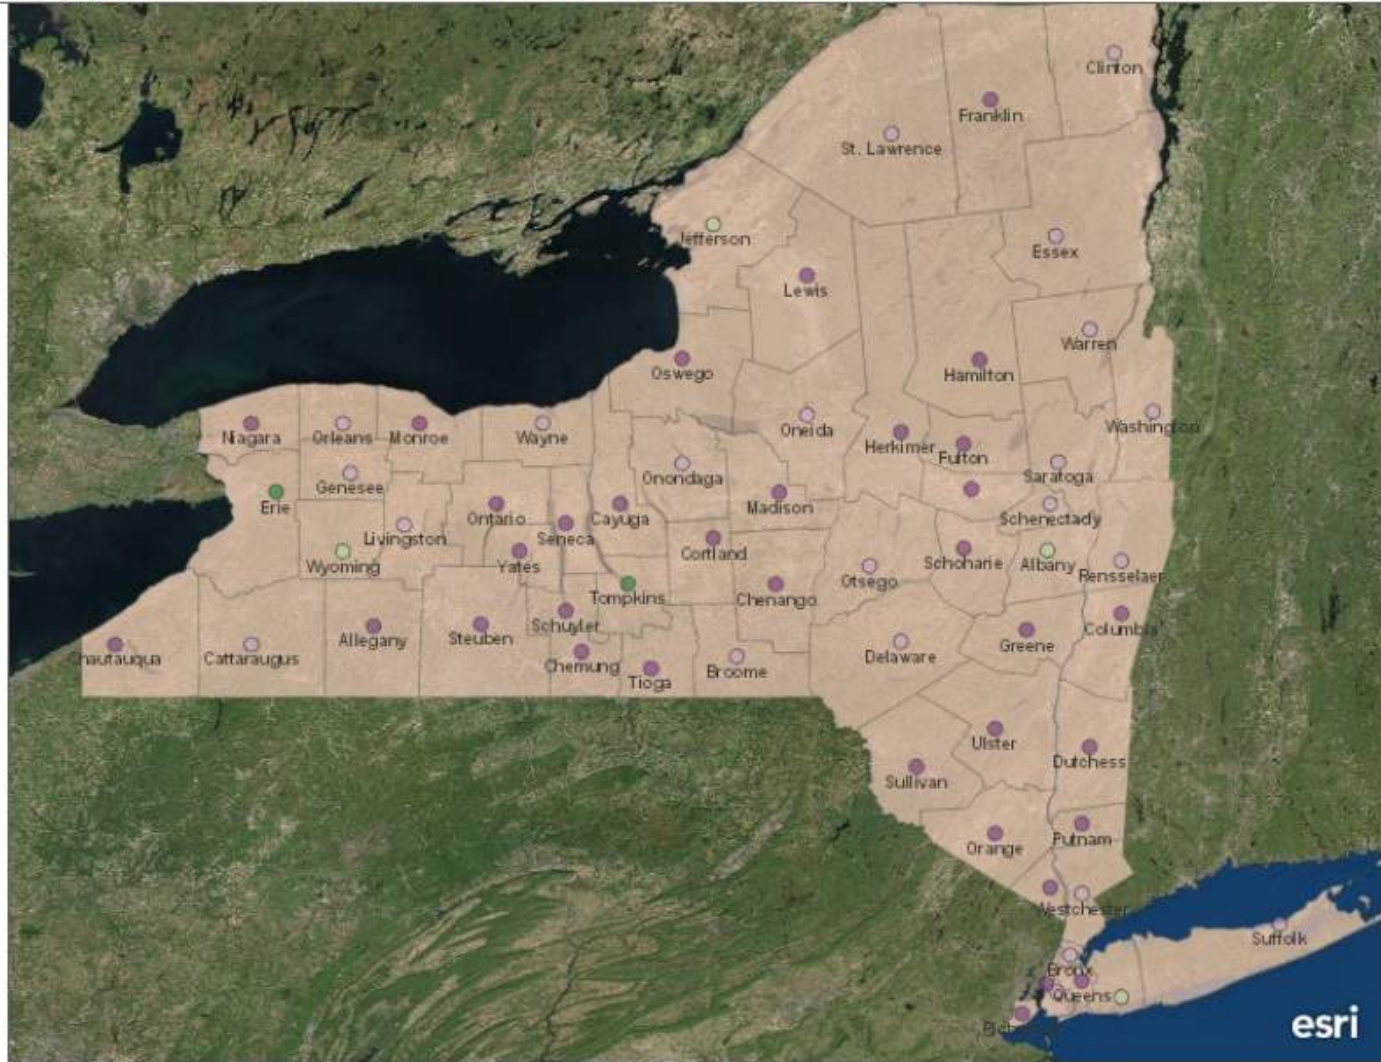 Clinton
Franklin
St. Lawrence
Jefferson
Essex
Lewis
Warren
Oswego
Hamilton
Washington
Oneida
Niagara
Orleans
Monroe
Wayne
Herkimer
Fulton
Saratoga
Onondaga
Genesee
Erie
Madison
Ontario
Cayuga
Schenectady
Livingston
Seneca
Cortland
Wyoming
Yates
Schoharie
Albany
Rensselaer
Otsego
Tompkins
Chenango
Schuyler
Columbia
Allegany
Steuben
Greene
Chautauqua
Cattaraugus
Delaware
Chemung
Broome
Tioga
Ulster
Dutchess
Sullivan
Orange
Putnam
Westchester
Suffolk
Bronx
Queens
esri